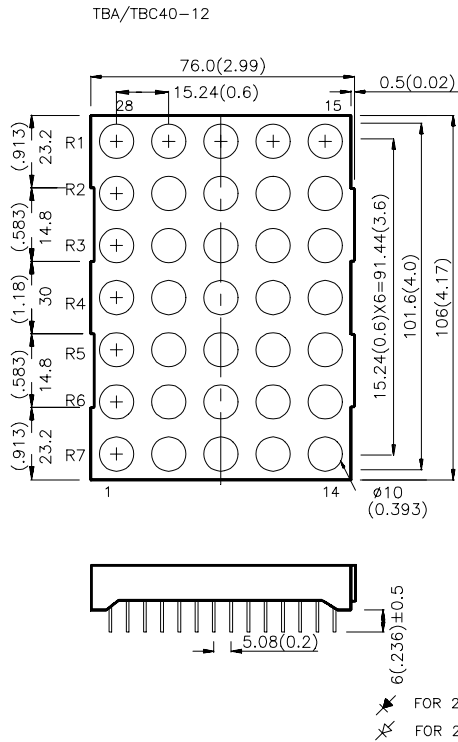 TBA/TBC40-12
76.0(2.99)
15.24(0.6)
0.5(0.02)
28
15
R1
R2
R3
R4
R5
R6
R7
(.913)
23.2
(.583)
14.8
(1.18)
30
(.583)
14.8
(.913)
23.2
15.24(0.6)X6=91.44(3.6)
101.6(4.0)
106(4.17)
1
14
ø10
(0.393)
5.08(0.2)
6(.236)±0.5
FOR 2
FOR 2